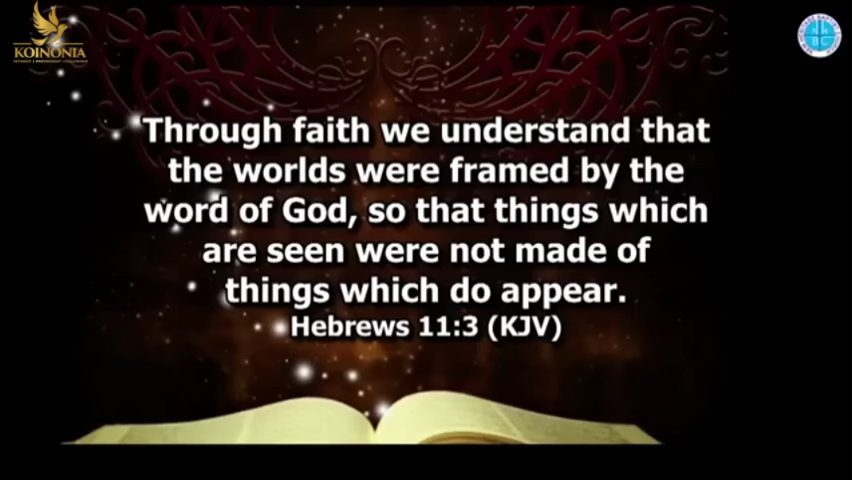 KOINONIA
Through faith we understand that
the worlds were framed by the
word of God, so that things which
are seen were not made of
things which do appear.
Hebrews 11:3 (KJV)